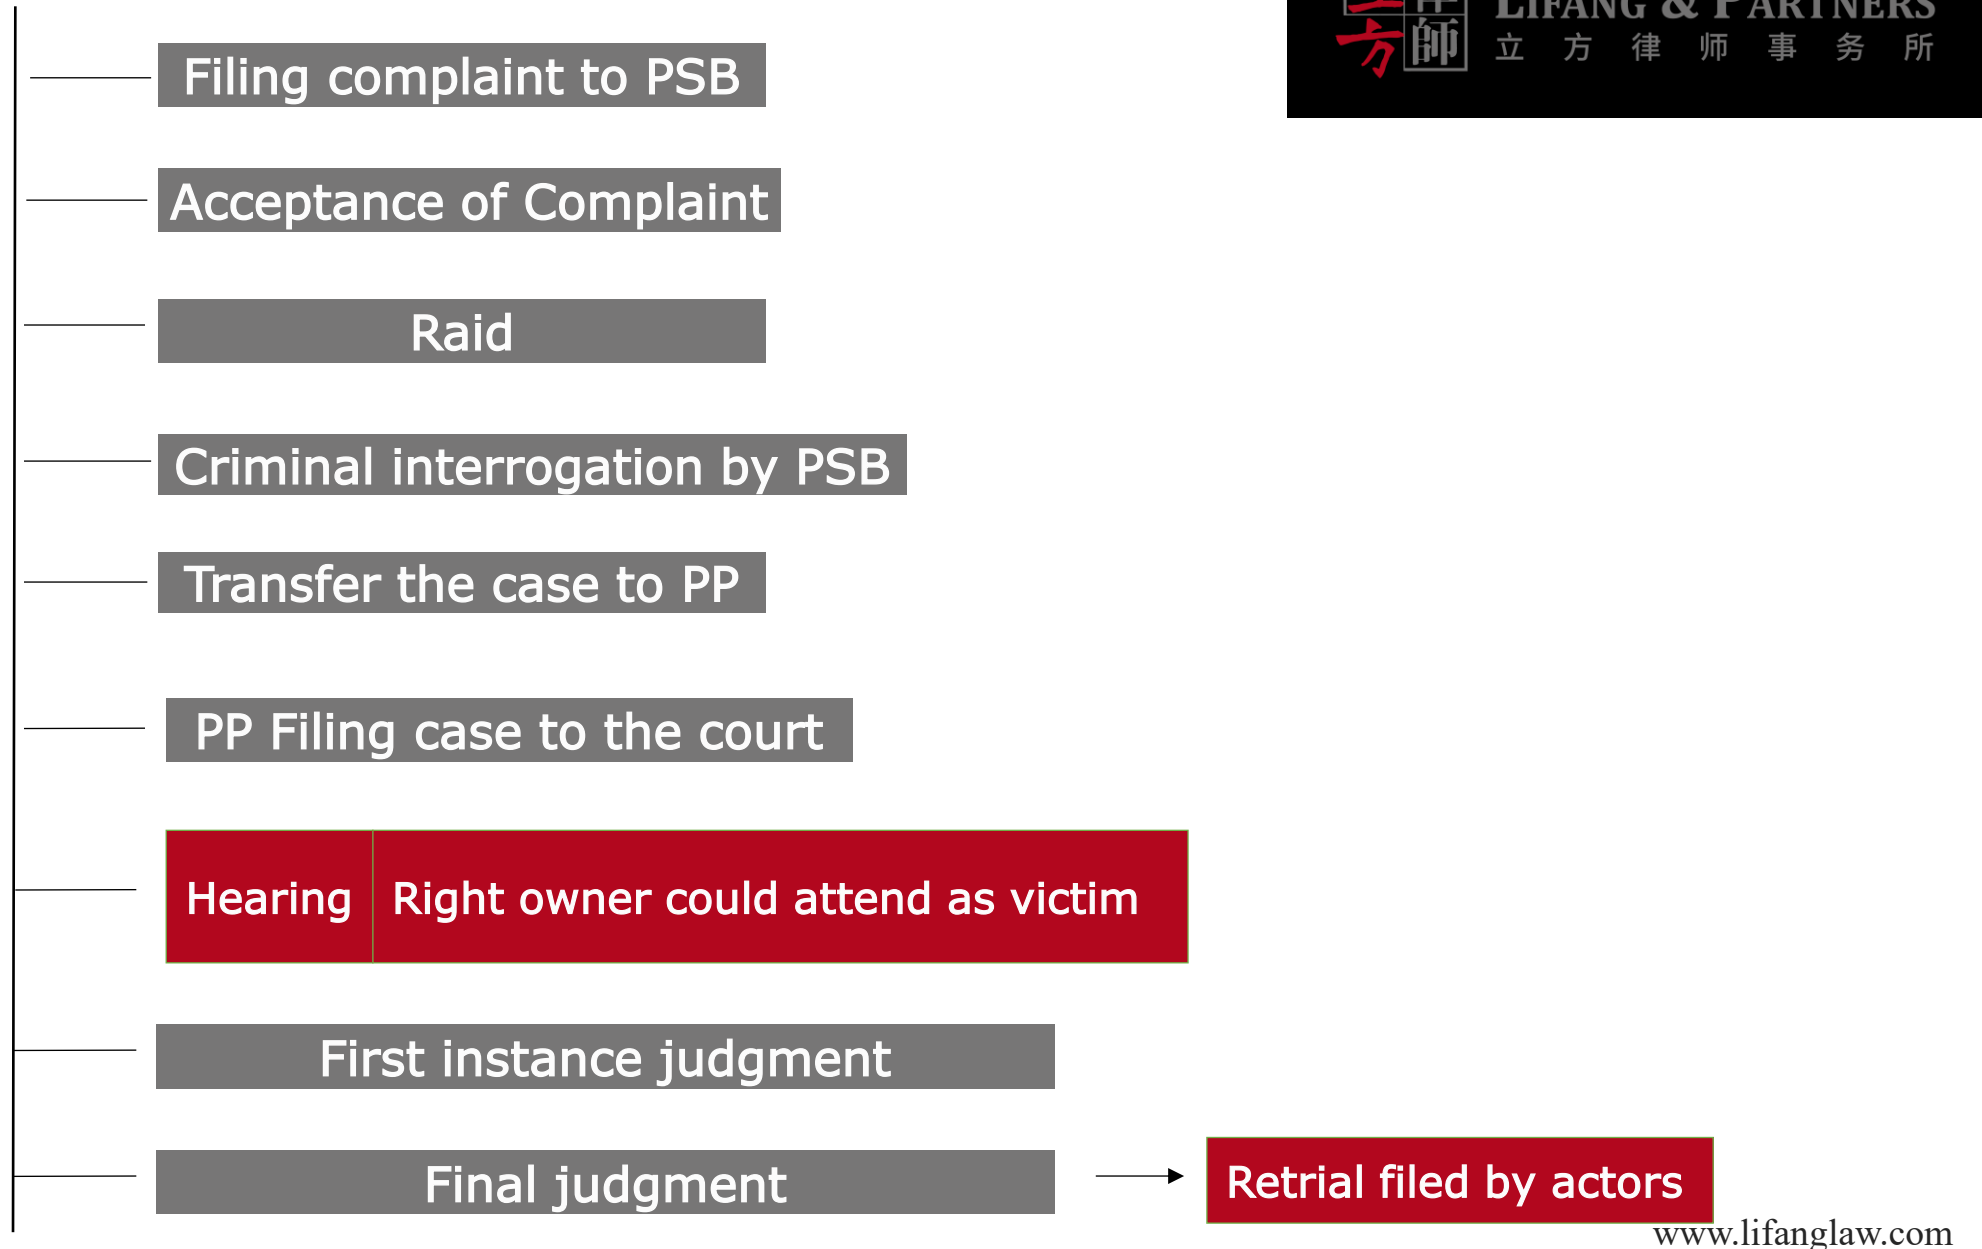 LIFANG & PARTNERS
立方律师事务所
Filing complaint to PSB
Acceptance of Complaint
Raid
Criminal interrogation by PSB
Transfer the case to PP
PP Filing case to the court
Hearing
Right owner could attend as victim
First instance judgment
Final judgment
Retrial filed by actors
www.lifanglaw.com